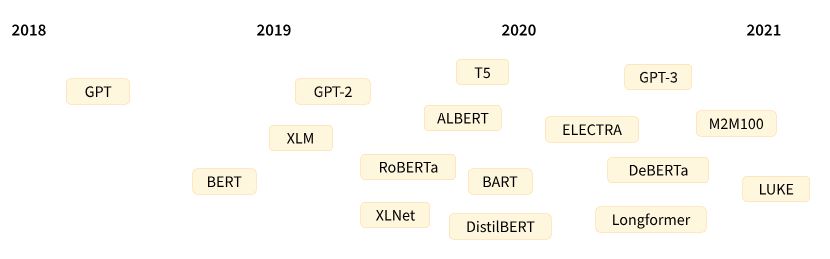 2018 2019 2020 2021
T5
GPT-3
GPT
GPT-2
ALBERT
M2M100
ELECTRA
XLM
RoBERTa
DeBERTa
BERT
BART
LUKE
XLNet
Longformer
DistilBERT